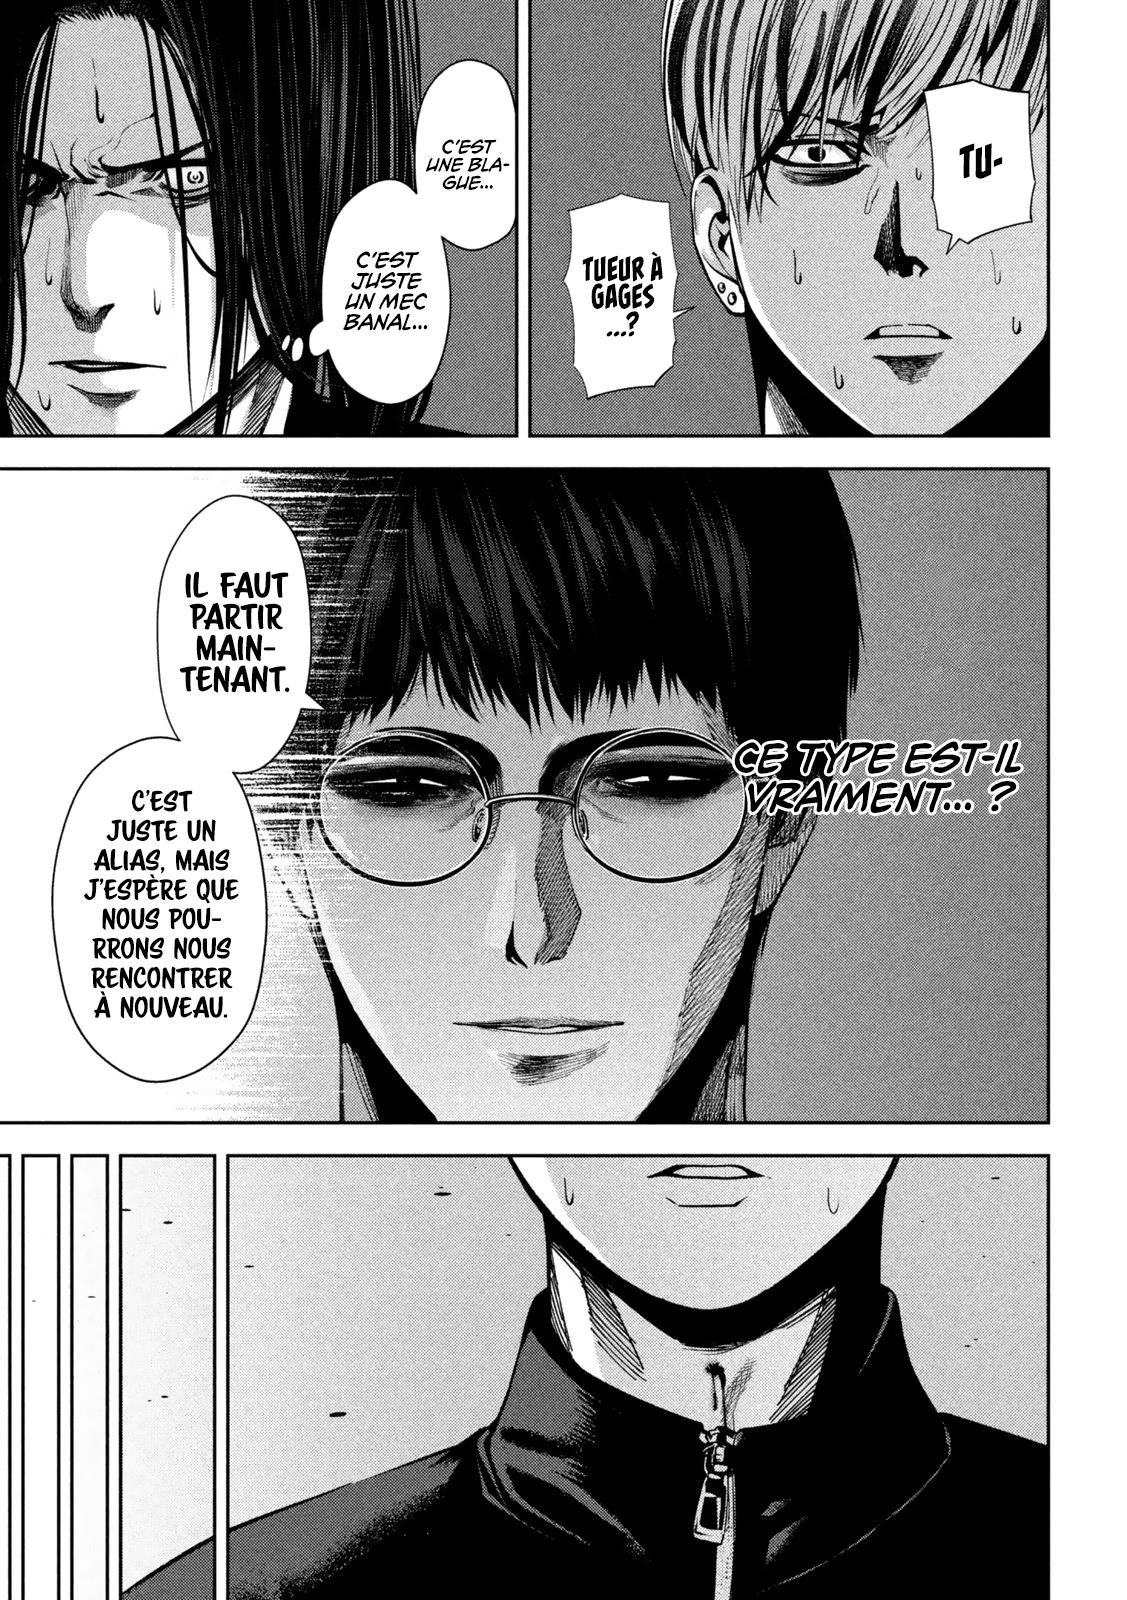 TU-
TUEUR À
GAGES
...?
C'EST
UNE BLA-
GUE...
C'EST
JUSTE
UN MEC
BANAL...
CE TYPE EST-IL
VRAIMENT... ?
IL FAUT
PARTIR
MAIN-
TENANT.
C'EST
JUSTE UN
ALIAS, MAIS
J'ESPÈRE QUE
NOUS POU-
RRONS NOUS
RENCONTRER
À NOUVEAU.